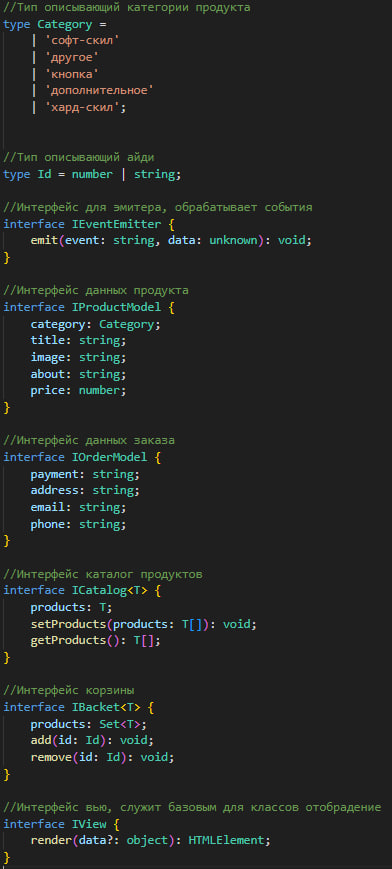 //Тип описывающий категории продукта
type Category =
| 'софт-скил'
| 'другое'
| 'кнопка'
| 'дополнительное'
| 'хард-скил';
//Тип описывающий айди
type Id = number | string;
//Интерфейс для эмитера, обрабатывает события
interface IEventEmitter {
emit(event: string, data: unknown): void;
}
//Интерфейс данных продукта
interface IProductModel {
category: Category;
title: string;
image: string;
about: string;
price: number;
}
//Интерфейс данных заказа
interface IOrderModel {
payment: string;
address: string;
email: string;
phone: string;
}
//Интерфейс каталог продуктов
interface ICatalog<T> {
products: T;
setProducts(products: T[]): void;
getProducts(): T[];
}
//Интерфейс корзины
interface IBacket<T> {
products: Set<T>;
add(id: Id): void;
remove(id: Id): void;
}
//Интерфейс вью, служит базовым для классов отобрадение
interface IView {
render(data?: object): HTMLElement;
}